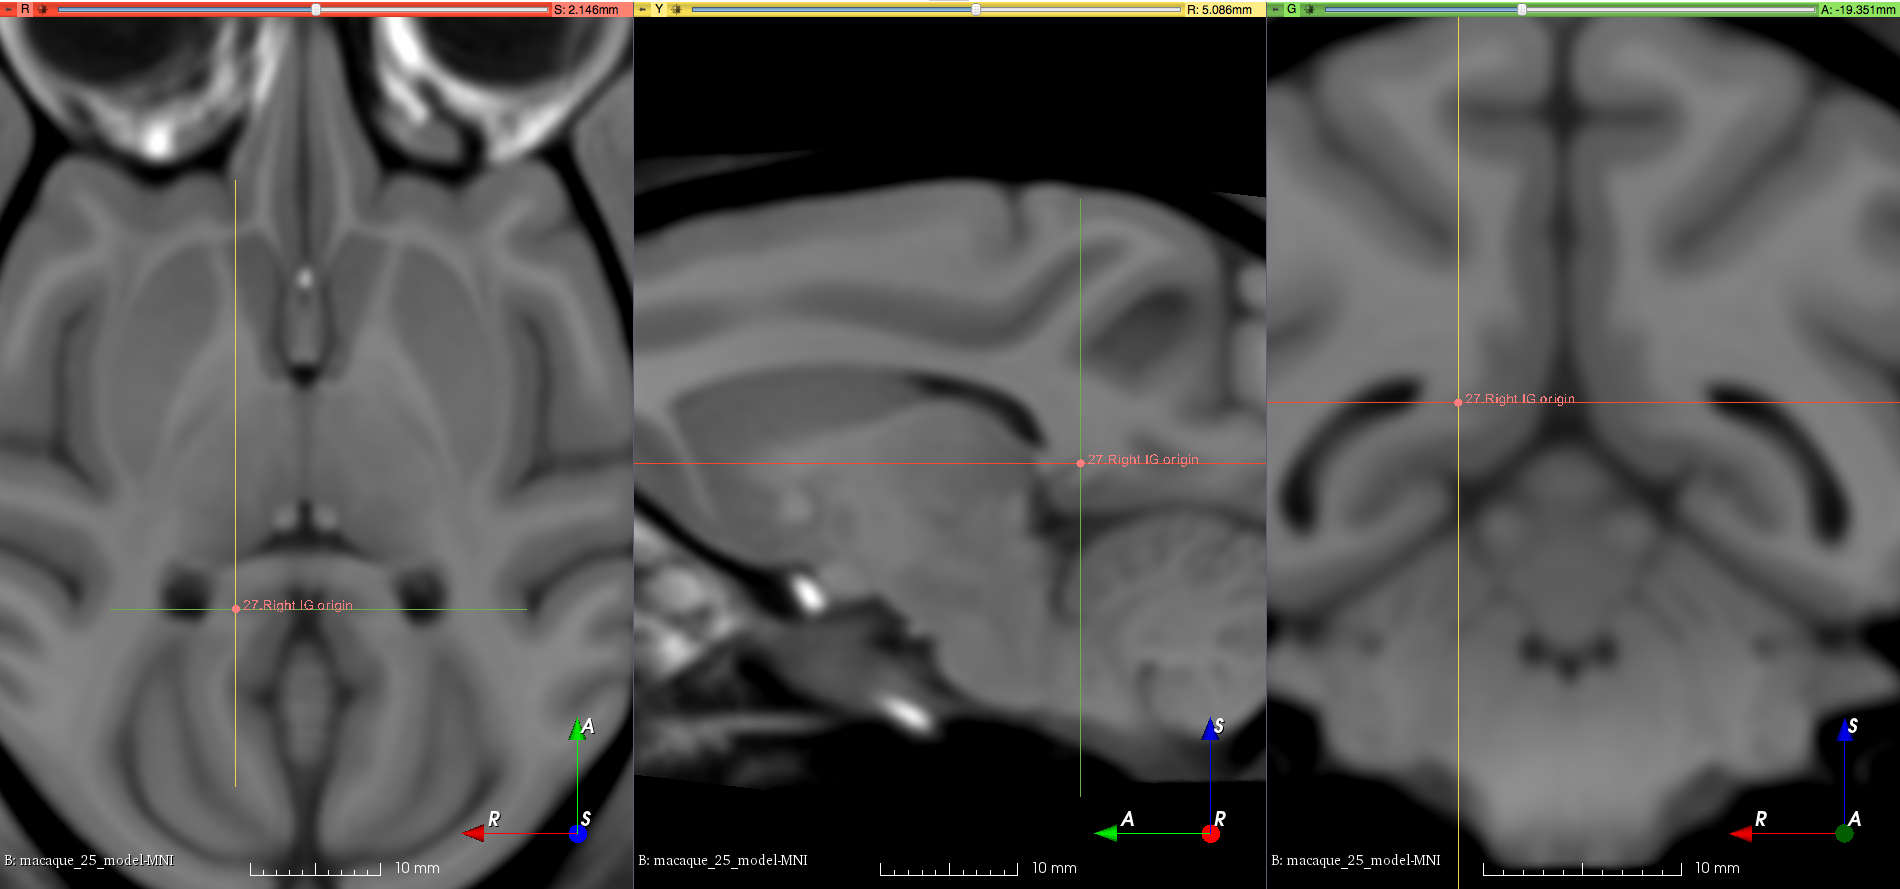 R S: 2.146mm
Y R: 5.086mm
G A: -19.351mm
27.Right IG origin
A
R S
B: macaque_25_model-MNI 10 mm
27.Right IG origin
S
A R
B: macaque_25_model-MNI 10 mm
27.Right IG origin
S
R A
B: macaque_25_model-MNI 10 mm